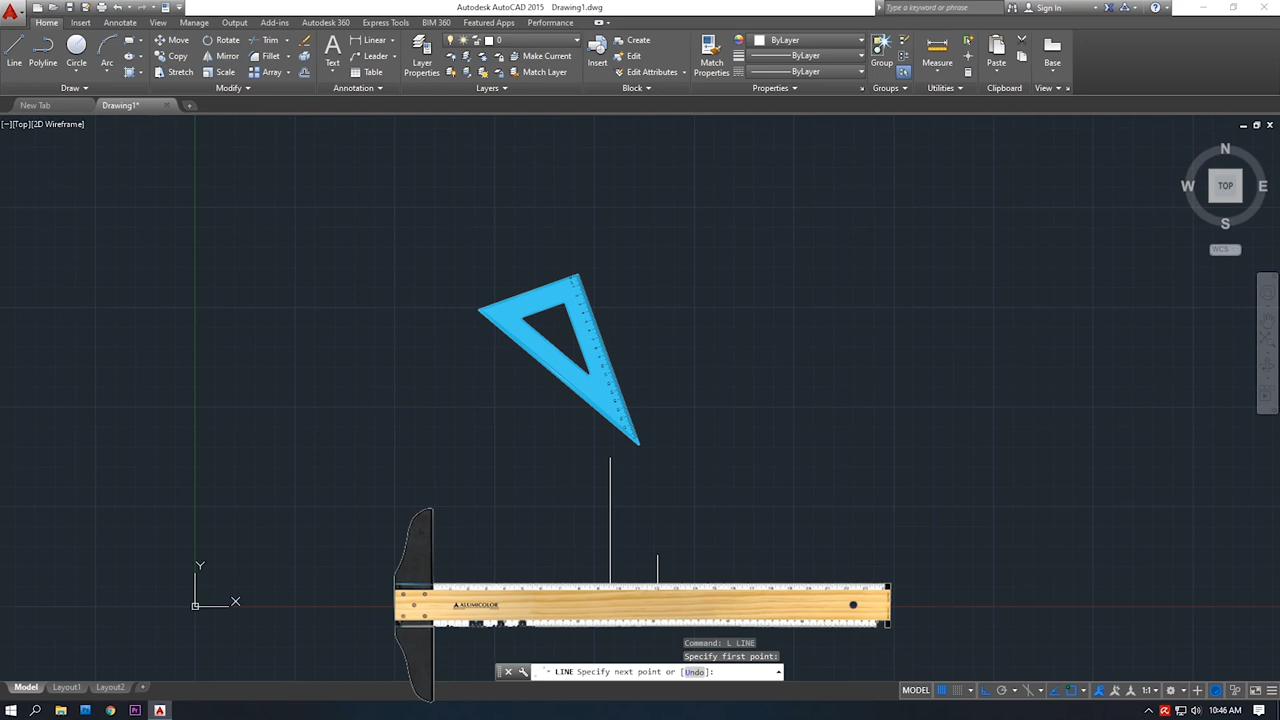 Autodesk AutoCAD 2015 Drawing1.dwg
Type a keyword or phrase
Sign In
Home Insert Annotate View Manage Output Add-ins Autodesk 360 Express Tools BIM 360 Featured Apps Performance
Line Polyline Circle Arc
Move Rotate Trim
Copy Mirror Fillet
Stretch Scale Array
Text
Linear
Leader
Table
Layer Properties
0
Make Current
Match Layer
Insert
Create
Edit
Edit Attributes
Match Properties
ByLayer
ByLayer
ByLayer
Group
Measure
Paste
Base
Draw Modify Annotation Layers Block Properties Groups Utilities Clipboard View
New Tab Drawing1*
[−][Top][2D Wireframe]
N
W TOP E
S
WCS
Y
X
ALUMICOLOR
Command: L LINE
Specify first point:
LINE Specify next point or [Undo]:
Model Layout1 Layout2
MODEL
1:1
10:46 AM